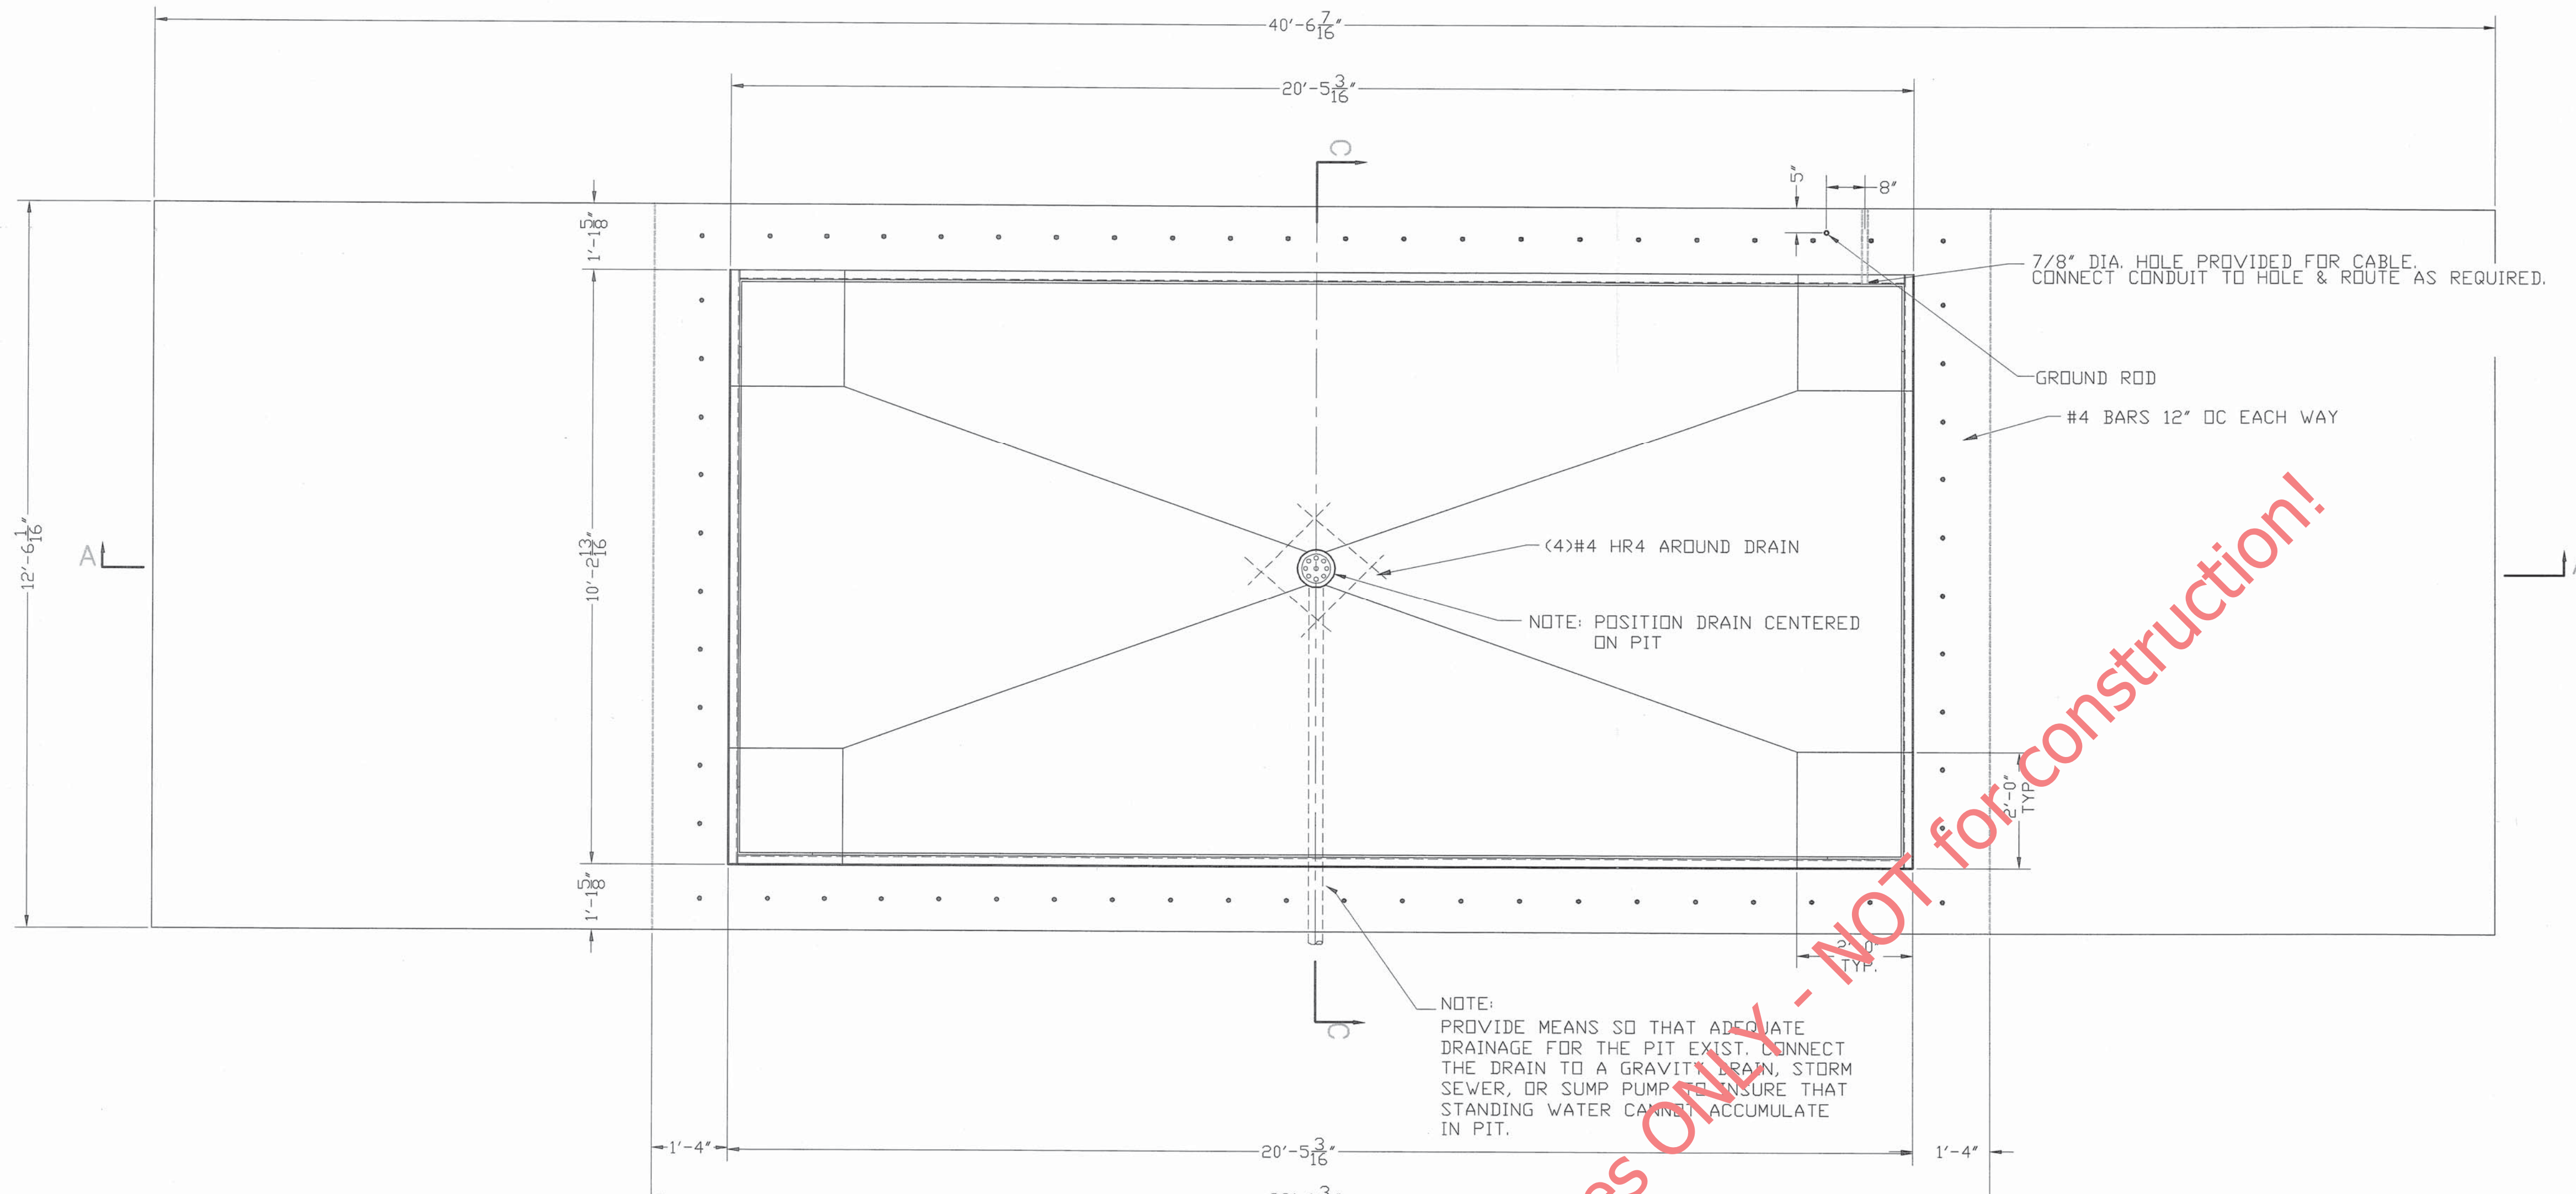 40'-6 7/16"
20'-5 3/16"
C
5"
8"
1'-1 5/8"
7/8" DIA. HOLE PROVIDED FOR CABLE.
CONNECT CONDUIT TO HOLE & ROUTE AS REQUIRED.
GROUND ROD
#4 BARS 12" OC EACH WAY
12'-6 1/16"
A
10'-2 13/16"
(4)#4 HR4 AROUND DRAIN
NOTE: POSITION DRAIN CENTERED
ON PIT
2'-0"
TYP.
1'-1 5/8"
2'-0"
TYP.
C
NOTE:
PROVIDE MEANS SO THAT ADEQUATE
DRAINAGE FOR THE PIT EXIST. CONNECT
THE DRAIN TO A GRAVITY DRAIN, STORM
SEWER, OR SUMP PUMP TO INSURE THAT
STANDING WATER CANNOT ACCUMULATE
IN PIT.
1'-4"
20'-5 3/16"
1'-4"
es ONLY - NOT for construction!